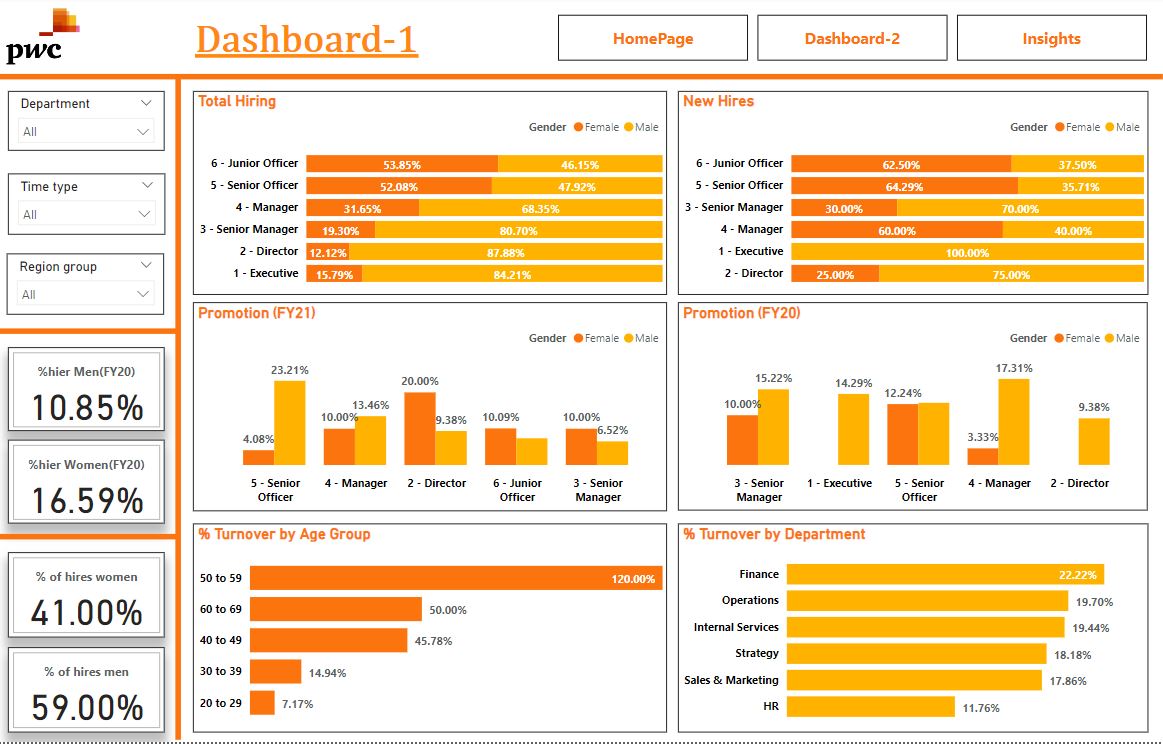 pwc
Dashboard-1
HomePage
Dashboard-2
Insights
Department
All
Time type
All
Region group
All
%hier Men(FY20)
10.85%
%hier Women(FY20)
16.59%
% of hires women
41.00%
% of hires men
59.00%
Total Hiring
Gender Female Male
6 - Junior Officer 53.85% 46.15%
5 - Senior Officer 52.08% 47.92%
4 - Manager 31.65% 68.35%
3 - Senior Manager 19.30% 80.70%
2 - Director 12.12% 87.88%
1 - Executive 15.79% 84.21%
New Hires
Gender Female Male
6 - Junior Officer 62.50% 37.50%
5 - Senior Officer 64.29% 35.71%
3 - Senior Manager 30.00% 70.00%
4 - Manager 60.00% 40.00%
1 - Executive 100.00%
2 - Director 25.00% 75.00%
Promotion (FY21)
Gender Female Male
4.08% 23.21% 10.00% 13.46% 20.00% 9.38% 10.09% 10.00% 6.52%
5 - Senior Officer
4 - Manager
2 - Director
6 - Junior Officer
3 - Senior Manager
Promotion (FY20)
Gender Female Male
10.00% 15.22% 14.29% 12.24% 3.33% 17.31% 9.38%
3 - Senior Manager
1 - Executive
5 - Senior Officer
4 - Manager
2 - Director
% Turnover by Age Group
50 to 59 120.00%
60 to 69 50.00%
40 to 49 45.78%
30 to 39 14.94%
20 to 29 7.17%
% Turnover by Department
Finance 22.22%
Operations 19.70%
Internal Services 19.44%
Strategy 18.18%
Sales & Marketing 17.86%
HR 11.76%